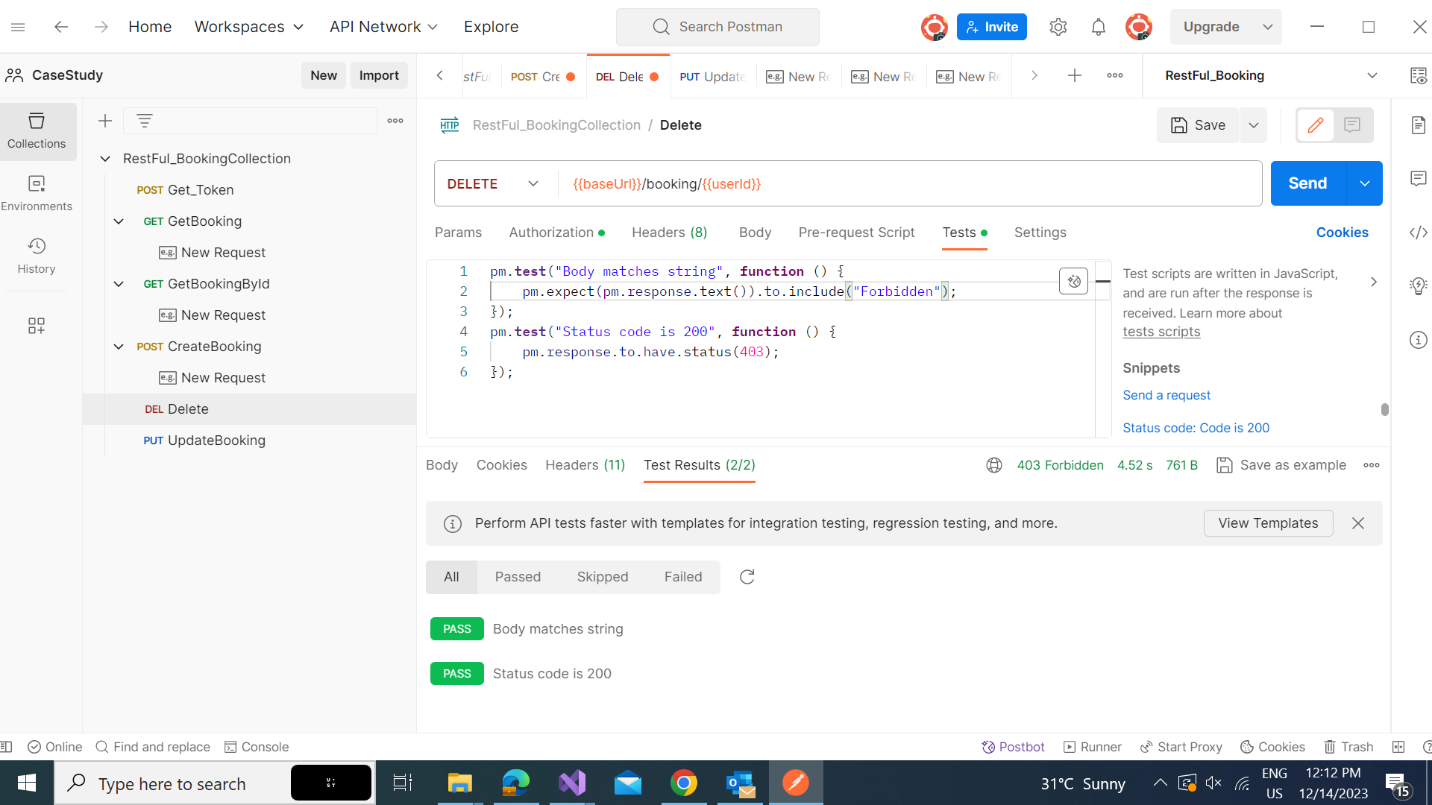 Home
Workspaces
API Network
Explore
Search Postman
Invite
Upgrade
CaseStudy
New
Import
POST Cre
DEL Dele
PUT Update
e.g. New Re
e.g. New Re
e.g. New Re
RestFul_Booking
Collections
Environments
History
RestFul_BookingCollection
POST Get_Token
GET GetBooking
e.g. New Request
GET GetBookingById
e.g. New Request
POST CreateBooking
e.g. New Request
DEL Delete
PUT UpdateBooking
HTTP RestFul_BookingCollection / Delete
Save
DELETE
{{baseUrl}}/booking/{{userId}}
Send
Params
Authorization
Headers (8)
Body
Pre-request Script
Tests
Settings
Cookies
1 pm.test("Body matches string", function () {
2 pm.expect(pm.response.text()).to.include("Forbidden");
3 });
4 pm.test("Status code is 200", function () {
5 pm.response.to.have.status(403);
6 });
Test scripts are written in JavaScript,
and are run after the response is
received. Learn more about
tests scripts
Snippets
Send a request
Status code: Code is 200
Body
Cookies
Headers (11)
Test Results (2/2)
403 Forbidden
4.52 s
761 B
Save as example
Perform API tests faster with templates for integration testing, regression testing, and more.
View Templates
All
Passed
Skipped
Failed
PASS Body matches string
PASS Status code is 200
Online
Find and replace
Console
Postbot
Runner
Start Proxy
Cookies
Trash
Type here to search
31°C Sunny
ENG
US
12:12 PM
12/14/2023
15